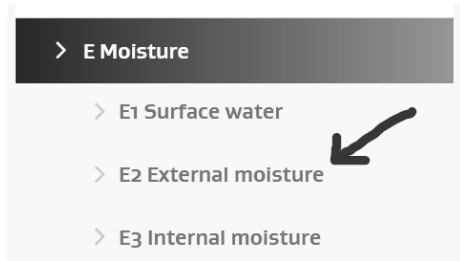 E Moisture
E1 Surface water
E2 External moisture
E3 Internal moisture